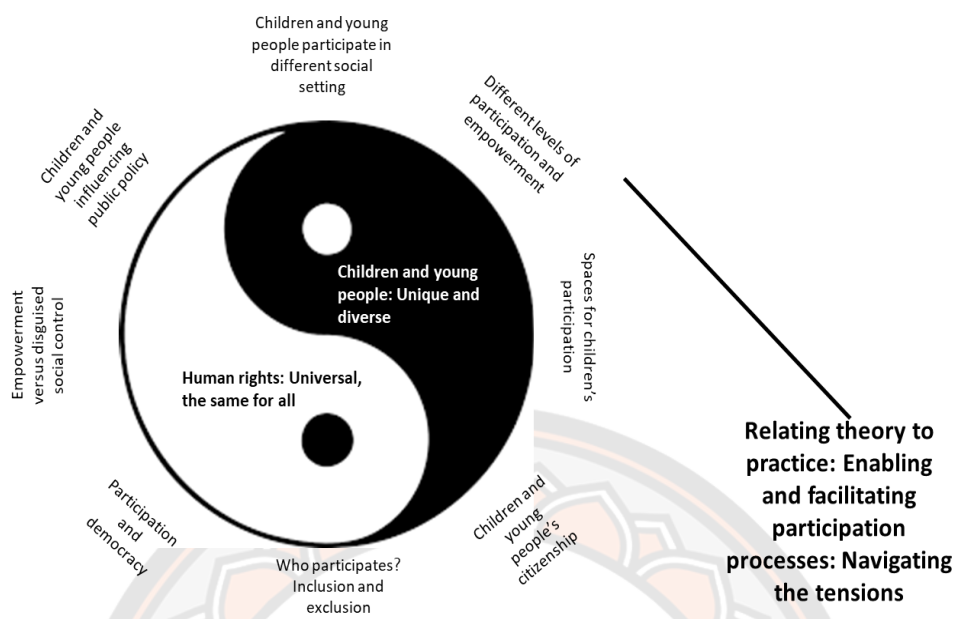 Children and young
people participate in
different social
setting
Different levels of
participation and
empowerment
Spaces for children's
participation
Children and
young
people's
citizenship
Who participates?
Inclusion and
exclusion
Participation
and
democracy
Empowerment
versus disguised
social control
Children and
young people
influencing
public policy
Children and young
people: Unique and
diverse
Human rights: Universal,
the same for all
Relating theory to
practice: Enabling
and facilitating
participation
processes: Navigating
the tensions